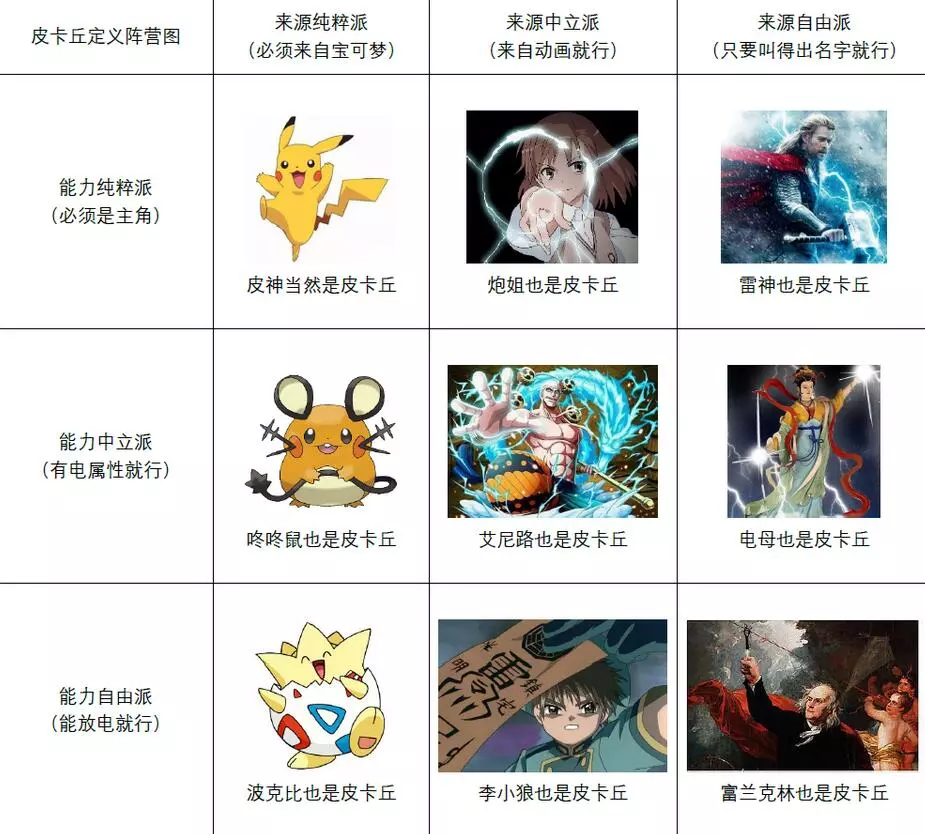 皮卡丘定义阵营图
来源纯粹派
（必须来自宝可梦）
来源中立派
（来自动画就行）
来源自由派
（只要叫得出名字就行）
能力纯粹派
（必须是主角）
皮神当然是皮卡丘
炮姐也是皮卡丘
雷神也是皮卡丘
能力中立派
（有电属性就行）
咚咚鼠也是皮卡丘
艾尼路也是皮卡丘
电母也是皮卡丘
能力自由派
（能放电就行）
雷
波克比也是皮卡丘
李小狼也是皮卡丘
富兰克林也是皮卡丘